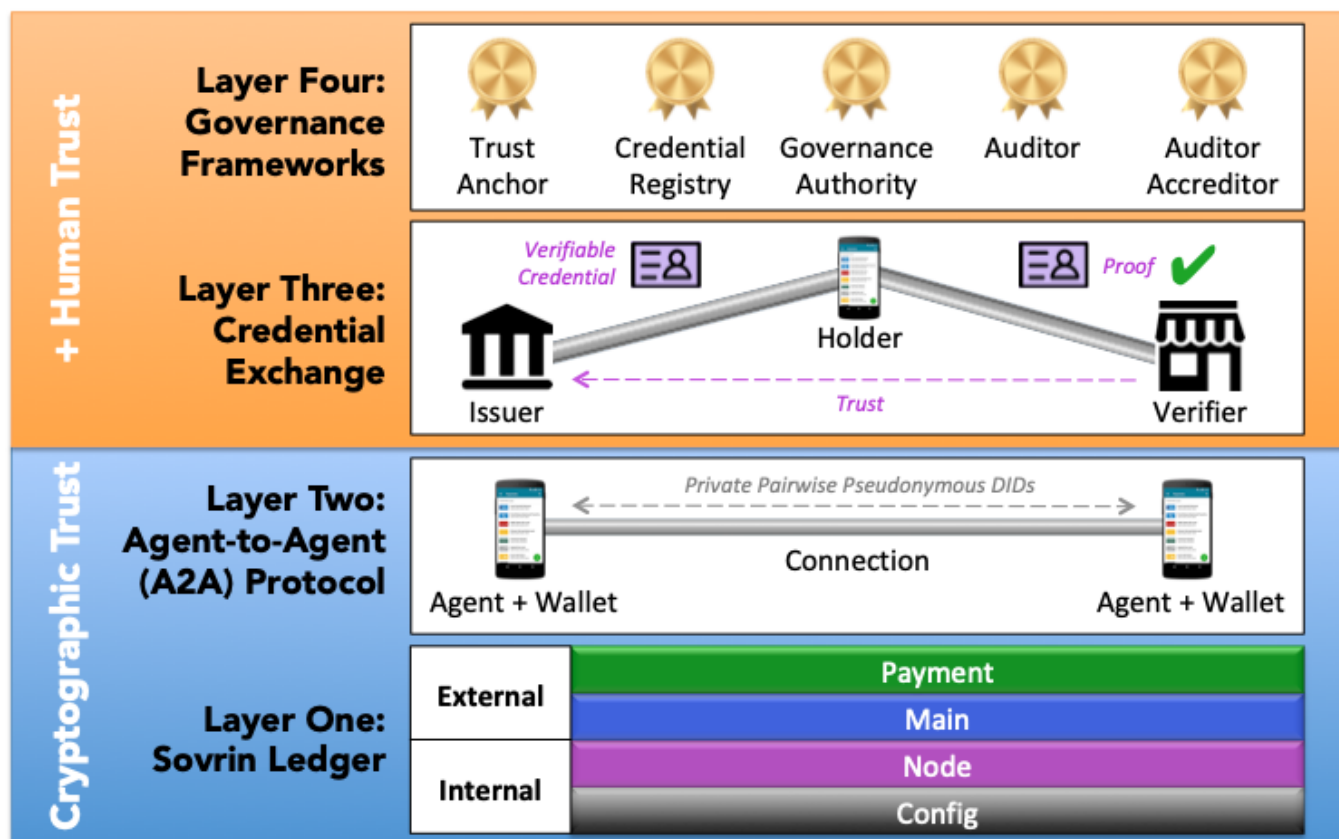 + Human Trust
Layer Four:
Governance
Frameworks
Trust
Anchor
Credential
Registry
Governance
Authority
Auditor
Auditor
Accreditor
Layer Three:
Credential
Exchange
Verifiable
Credential
Proof
Holder
Issuer
Trust
Verifier
Cryptographic Trust
Layer Two:
Agent-to-Agent
(A2A) Protocol
Private Pairwise Pseudonymous DIDs
Connection
Agent + Wallet
Agent + Wallet
Layer One:
Sovrin Ledger
External
Internal
Payment
Main
Node
Config